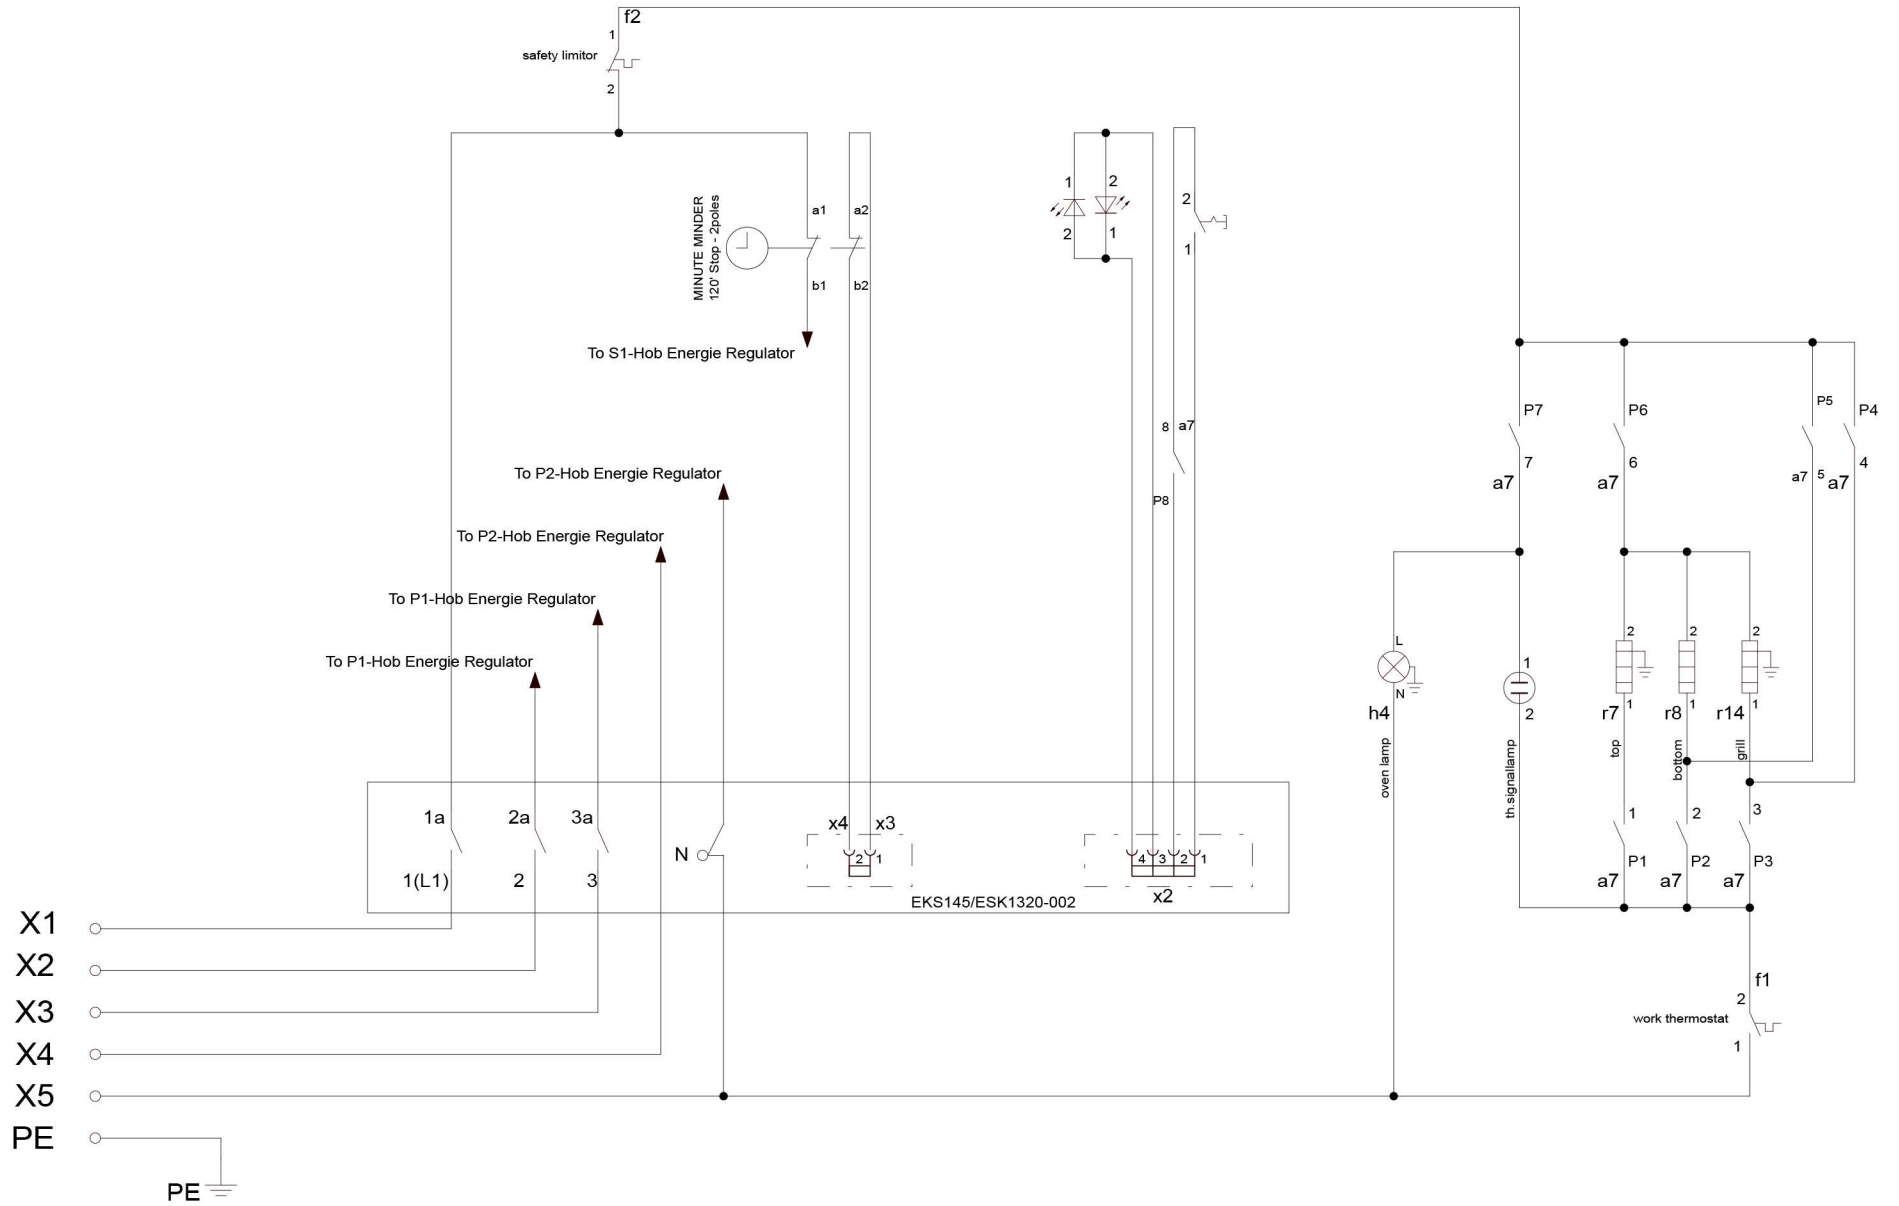 f2
1
safety limitor
2
MINUTE MINDER
120' Stop - 2poles
a1
a2
b1
b2
To S1-Hob Energie Regulator
1
2
2
1
2
1
8
a7
P8
P7
P6
P5
P4
7
6
5
4
a7
a7
a7
a7
To P2-Hob Energie Regulator
To P2-Hob Energie Regulator
To P1-Hob Energie Regulator
To P1-Hob Energie Regulator
L
N
h4
oven lamp
1
2
th.signallamp
2
2
2
1
1
1
r7
r8
r14
top
bottom
grill
1a
2a
3a
1(L1)
2
3
N
x4
x3
2
1
4
3
2
1
x2
EKS145/ESK1320-002
1
2
3
P1
P2
P3
a7
a7
a7
f1
2
work thermostat
1
X1
X2
X3
X4
X5
PE
PE